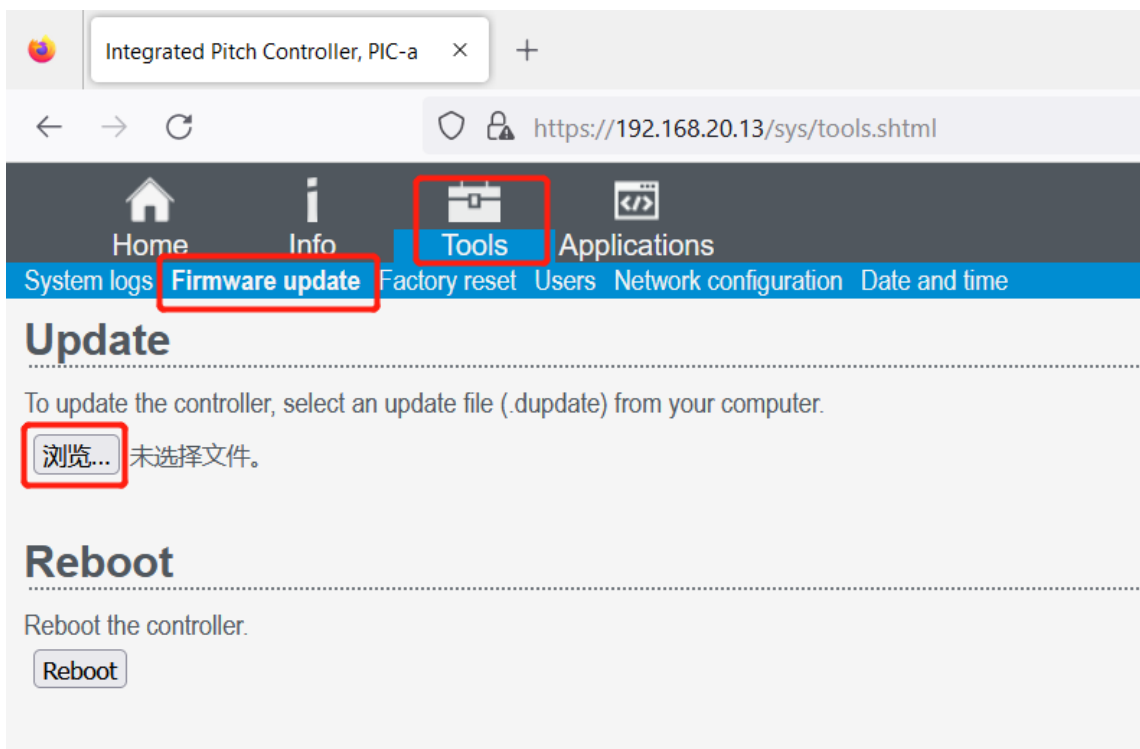 Integrated Pitch Controller, PIC-a
https://192.168.20.13/sys/tools.shtml
Home Info Tools Applications
System logs Firmware update Factory reset Users Network configuration Date and time
Update
To update the controller, select an update file (.dupdate) from your computer.
浏览... 未选择文件。
Reboot
Reboot the controller.
Reboot